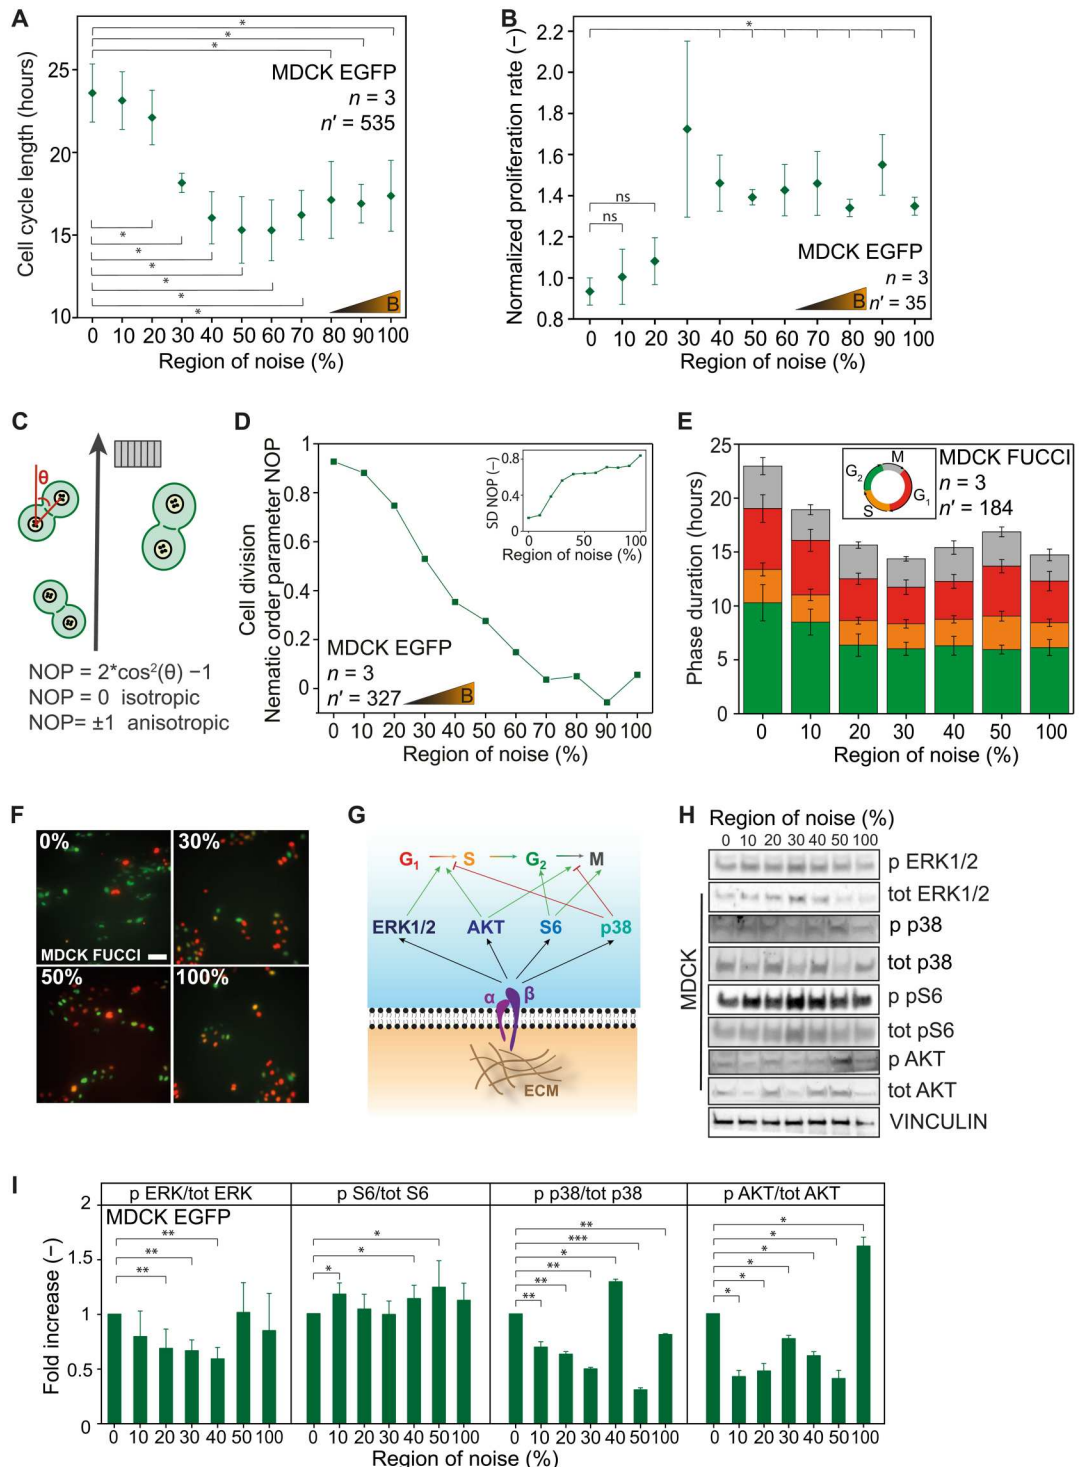 A
Cell cycle length (hours)
25
20
15
10
* * *
MDCK EGFP
n = 3
n′ = 535
*
*
*
*
*
B
0 10 20 30 40 50 60 70 80 90 100
Region of noise (%)
B
Normalized proliferation rate (–)
2.2
2.0
1.8
1.6
1.4
1.2
1.0
0.8
*
ns
ns
MDCK EGFP
n = 3
n′ = 35
B
0 10 20 30 40 50 60 70 80 90 100
Region of noise (%)
C
θ
NOP = 2*cos²(θ) –1
NOP = 0 isotropic
NOP= ±1 anisotropic
D
Cell division
Nematic order parameter NOP
1
0.8
0.6
0.4
0.2
0
SD NOP (–)
0.8
0.4
0
0 50 100
Region of noise (%)
MDCK EGFP
n = 3
n′ = 327
B
0 10 20 30 40 50 60 70 80 90 100
Region of noise (%)
E
Phase duration (hours)
25
20
15
10
5
0
M
G₂
G₁
S
MDCK FUCCI
n = 3
n′ = 184
0 10 20 30 40 50 100
Region of noise (%)
F
0%
30%
MDCK FUCCI
50%
100%
G
G₁ S G₂ M
ERK1/2 AKT S6 p38
α β
ECM
H
Region of noise (%)
0 10 20 30 40 50 100
MDCK
p ERK1/2
tot ERK1/2
p p38
tot p38
p pS6
tot pS6
p AKT
tot AKT
VINCULIN
I
Fold increase (–)
2
1.5
1
0.5
0
p ERK/tot ERK
MDCK EGFP
**
**
**
0 10 20 30 40 50 100
p S6/tot S6
*
*
*
0 10 20 30 40 50 100
p p38/tot p38
**
***
*
**
**
**
0 10 20 30 40 50 100
p AKT/tot AKT
*
*
*
*
*
*
0 10 20 30 40 50 100
Region of noise (%)